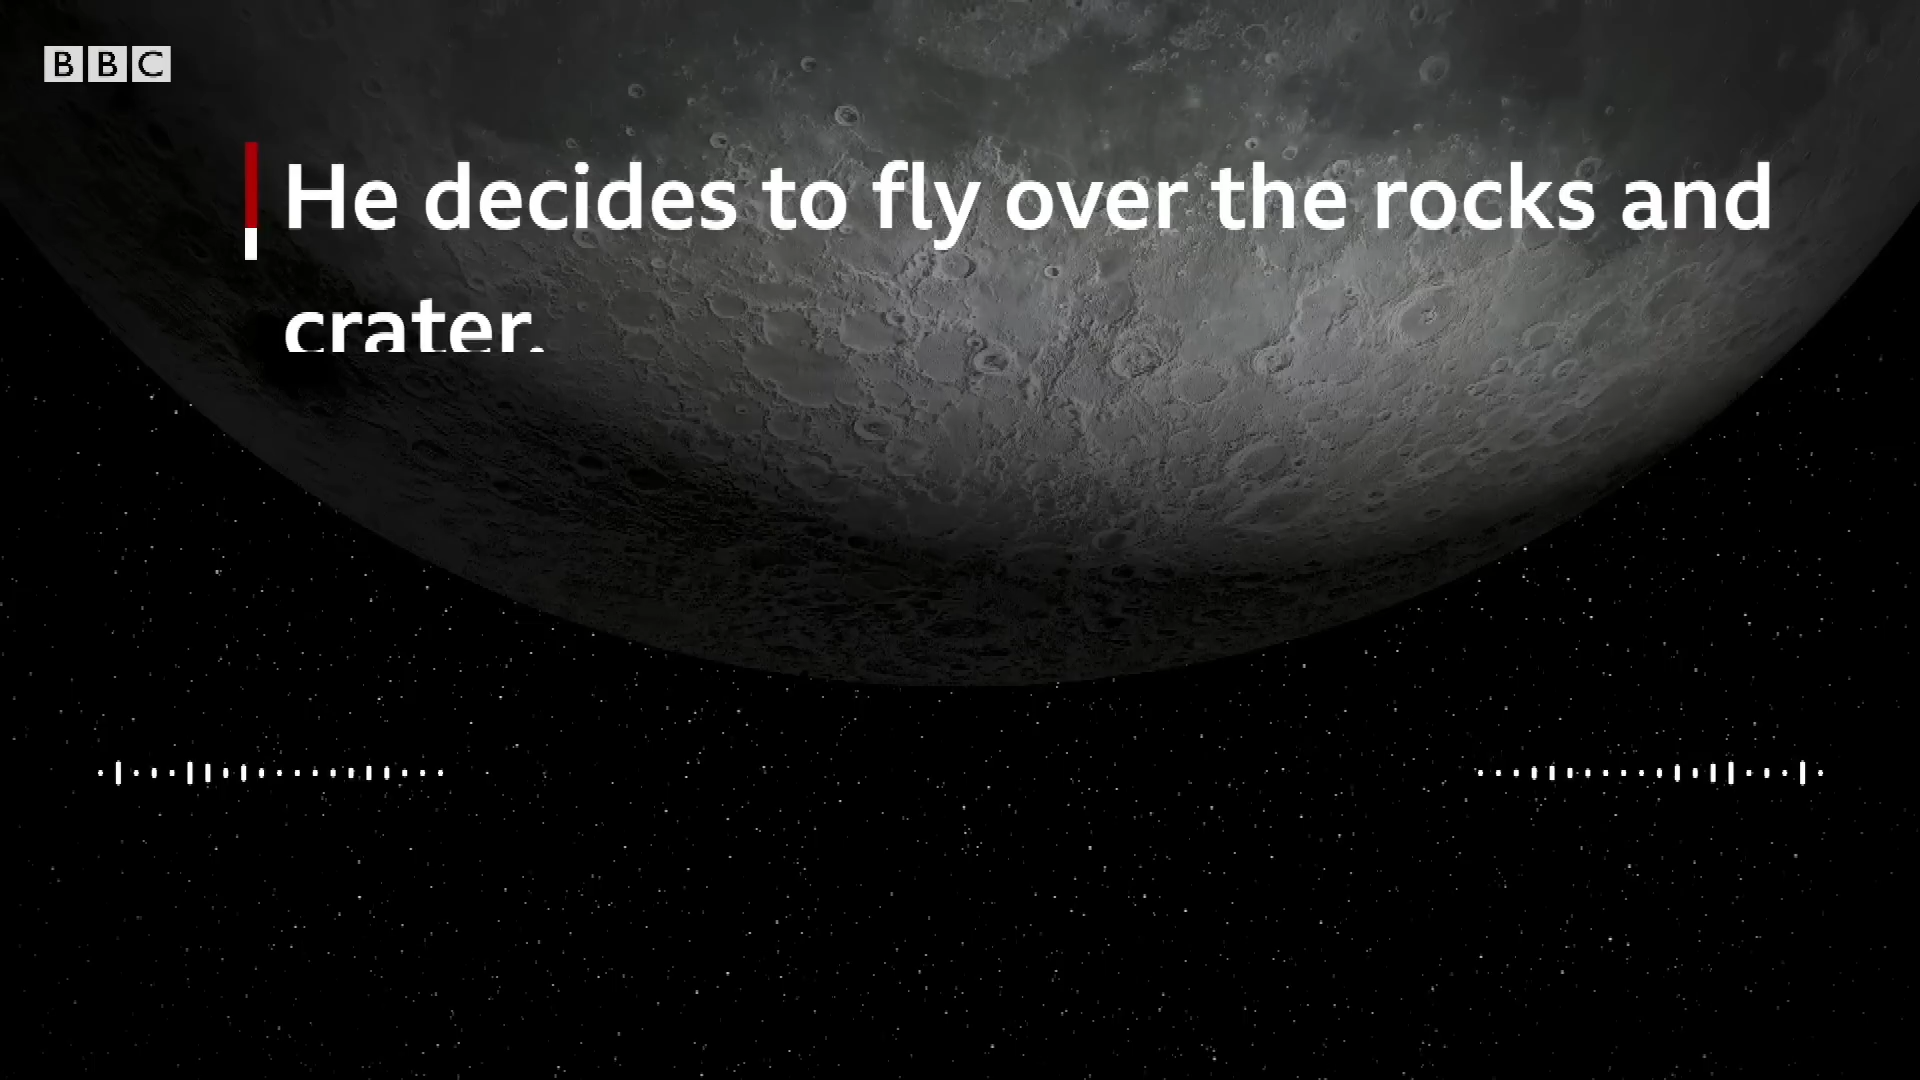 BBC
He decides to fly over the rocks and
crater.